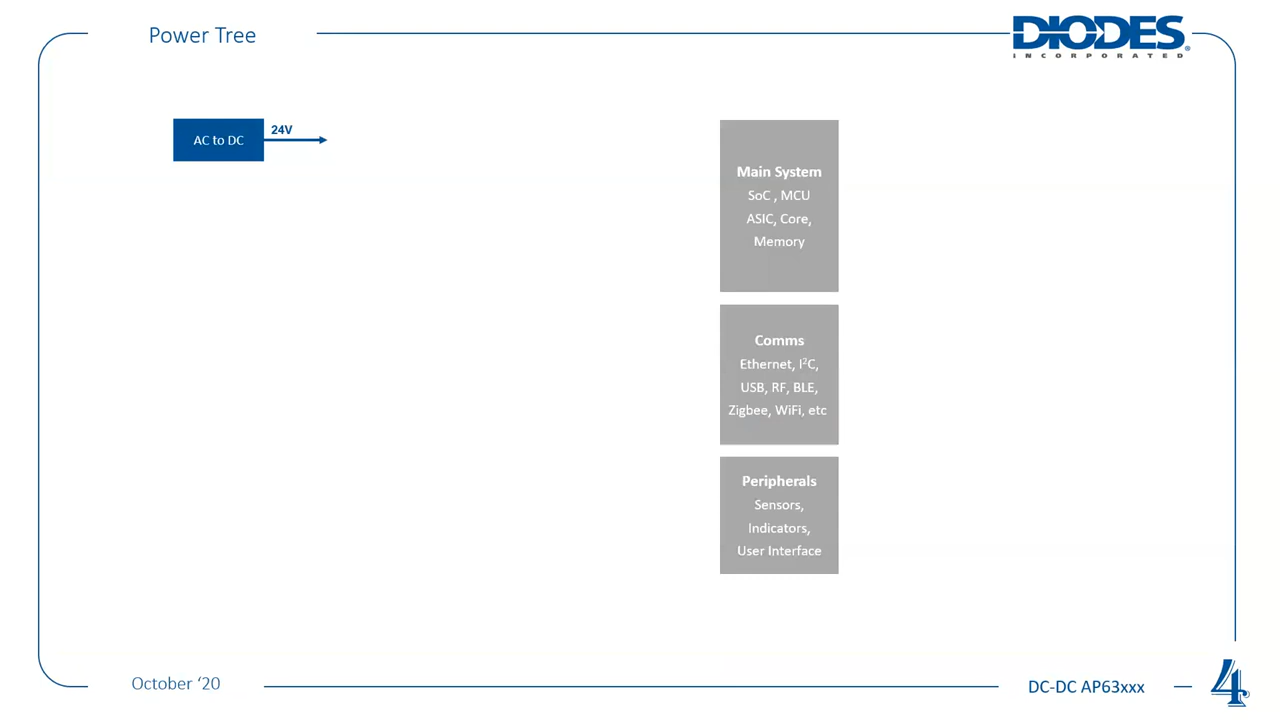 Power Tree
DIODES
INCORPORATED
®
AC to DC
24V
Main System
SoC , MCU
ASIC, Core,
Memory
Comms
Ethernet, I²C,
USB, RF, BLE,
Zigbee, WiFi, etc
Peripherals
Sensors,
Indicators,
User Interface
October ‘20
DC-DC AP63xxx
4